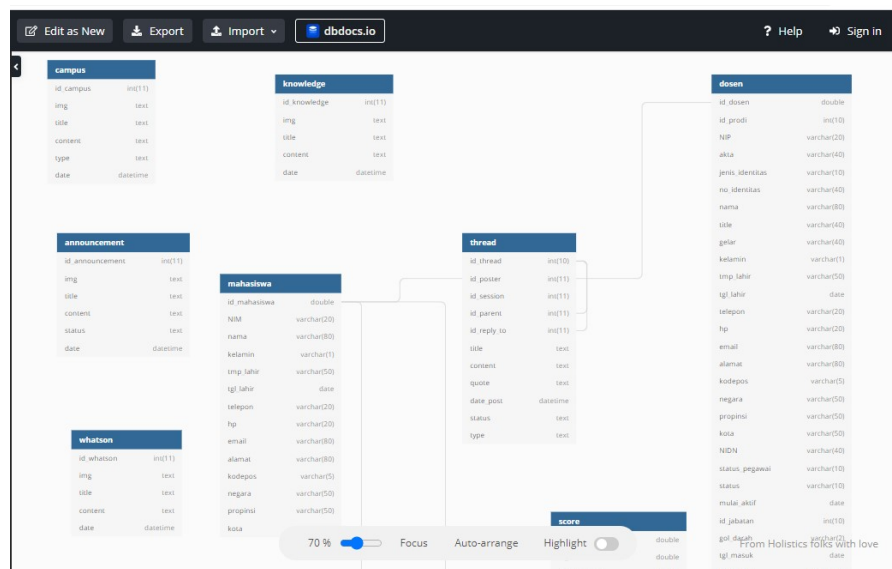 Edit as New Export Import dbdocs.io Help Sign in
campus
id_campus int(11)
img text
title text
content text
type text
date datetime
knowledge
id_knowledge int(11)
img text
title text
content text
date datetime
dosen
id_dosen double
id_prodi int(10)
NIP varchar(20)
akta varchar(40)
jenis_identitas varchar(10)
no_identitas varchar(40)
nama varchar(80)
title varchar(40)
gelar varchar(40)
kelamin varchar(1)
tmp_lahir varchar(50)
tgl_lahir date
telepon varchar(20)
hp varchar(20)
email varchar(80)
alamat varchar(80)
kodepos varchar(5)
negara varchar(50)
propinsi varchar(50)
kota varchar(50)
NIDN varchar(40)
status_pegawai varchar(10)
status varchar(10)
mulai_aktif date
id_jabatan int(10)
gol_darah varchar(2)
tgl_masuk date
announcement
id_announcement int(11)
img text
title text
content text
status text
date datetime
mahasiswa
id_mahasiswa double
NIM varchar(20)
nama varchar(80)
kelamin varchar(1)
tmp_lahir varchar(50)
tgl_lahir date
telepon varchar(20)
hp varchar(20)
email varchar(80)
alamat varchar(80)
kodepos varchar(5)
negara varchar(50)
propinsi varchar(50)
kota
thread
id_thread int(10)
id_poster int(11)
id_session int(11)
id_parent int(11)
id_reply_to int(11)
title text
content text
quote text
date_post datetime
status text
type text
whatson
id_whatson int(11)
img text
title text
content text
date datetime
score
double
double
70 % Focus Auto-arrange Highlight
From Holistics folks with love